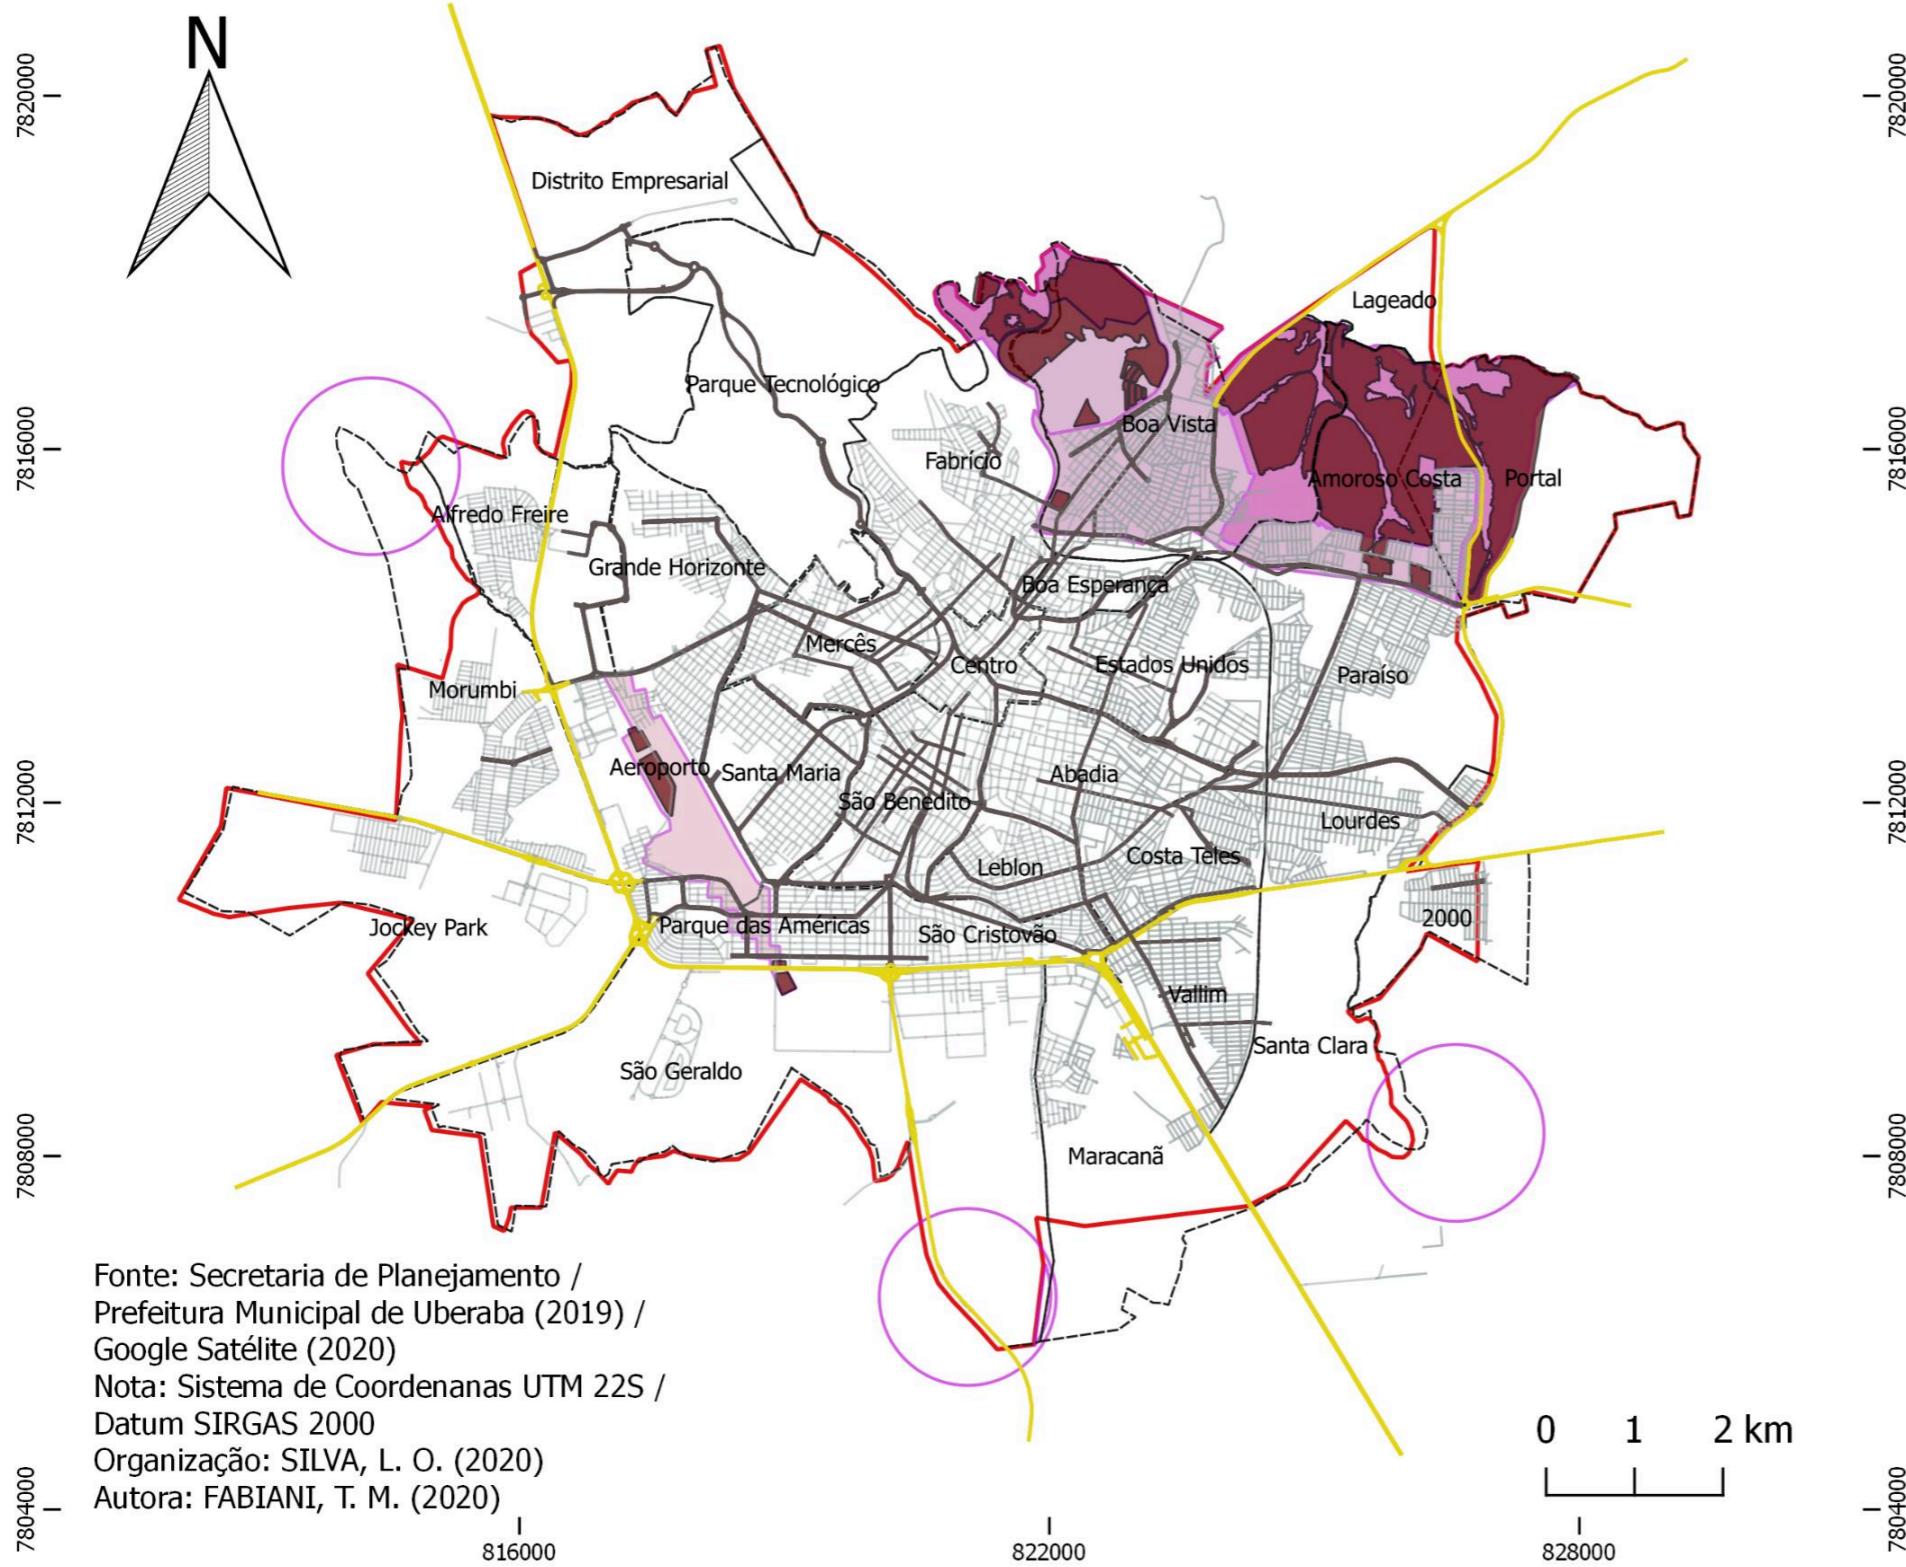 N
7820000
7820000
Distrito Empresarial
Lageado
Parque Tecnológico
7816000
7816000
Boa Vista
Fabrício
Amoroso Costa
Portal
Alfredo Freire
Grande Horizonte
Boa Esperança
Mercês
Centro
Estados Unidos
Paraíso
Morumbi
7812000
7812000
Aeroporto
Santa Maria
Abadia
São Benedito
Lourdes
Leblon
Costa Teles
Jockey Park
Parque das Américas
São Cristovão
2000
Vallim
Santa Clara
São Geraldo
7808000
7808000
Maracanã
Fonte: Secretaria de Planejamento /
Prefeitura Municipal de Uberaba (2019) /
Google Satélite (2020)
Nota: Sistema de Coordenanas UTM 22S /
Datum SIRGAS 2000
Organização: SILVA, L. O. (2020)
Autora: FABIANI, T. M. (2020)
0 1 2 km
7804000
7804000
816000
822000
828000